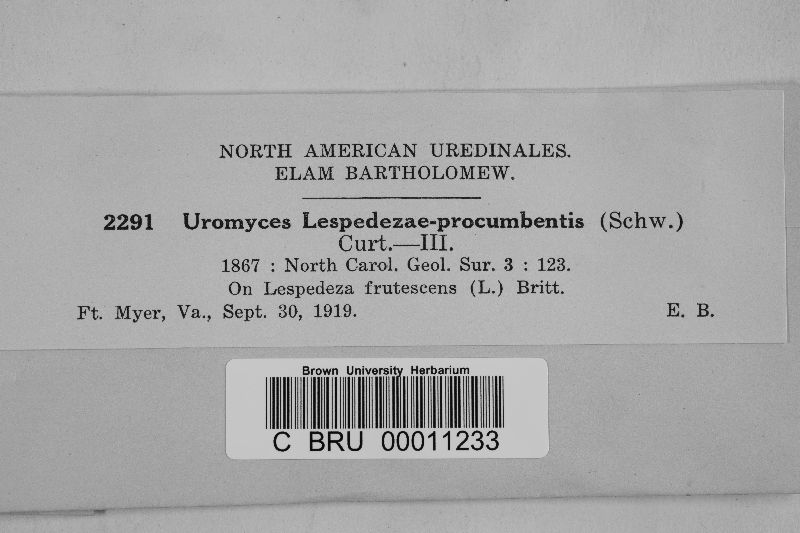 NORTH AMERICAN UREDINALES.
ELAM BARTHOLOMEW.
2291 Uromyces Lespedezae-procumbentis (Schw.)
Curt.—III.
1867 : North Carol. Geol. Sur. 3 : 123.
On Lespedeza frutescens (L.) Britt.
Ft. Myer, Va., Sept. 30, 1919. E. B.
Brown University Herbarium
C BRU 00011233